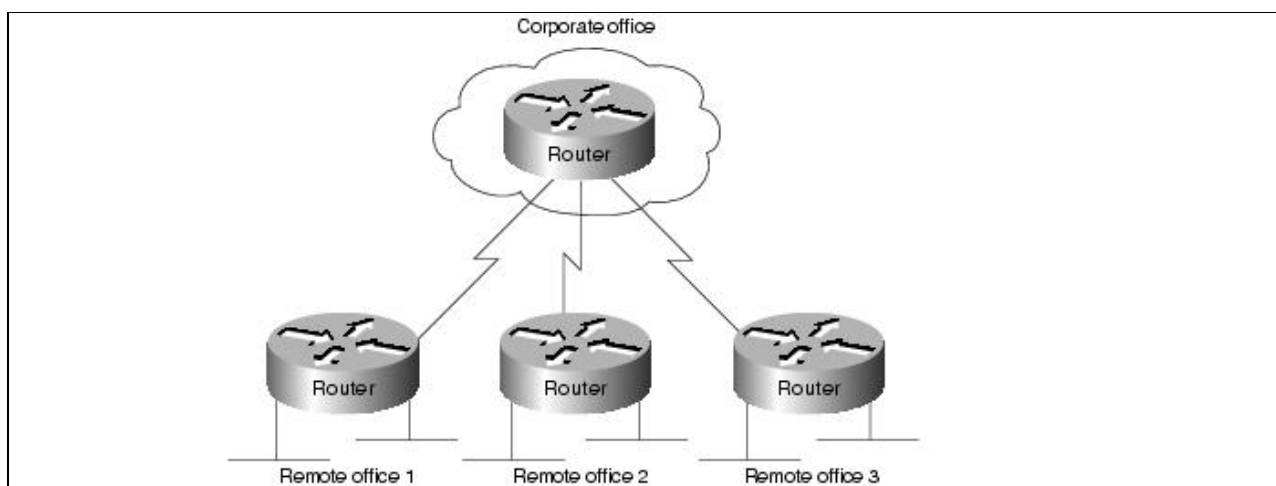 Corporate office
Router
Router
Router
Router
Remote office 1
Remote office 2
Remote office 3